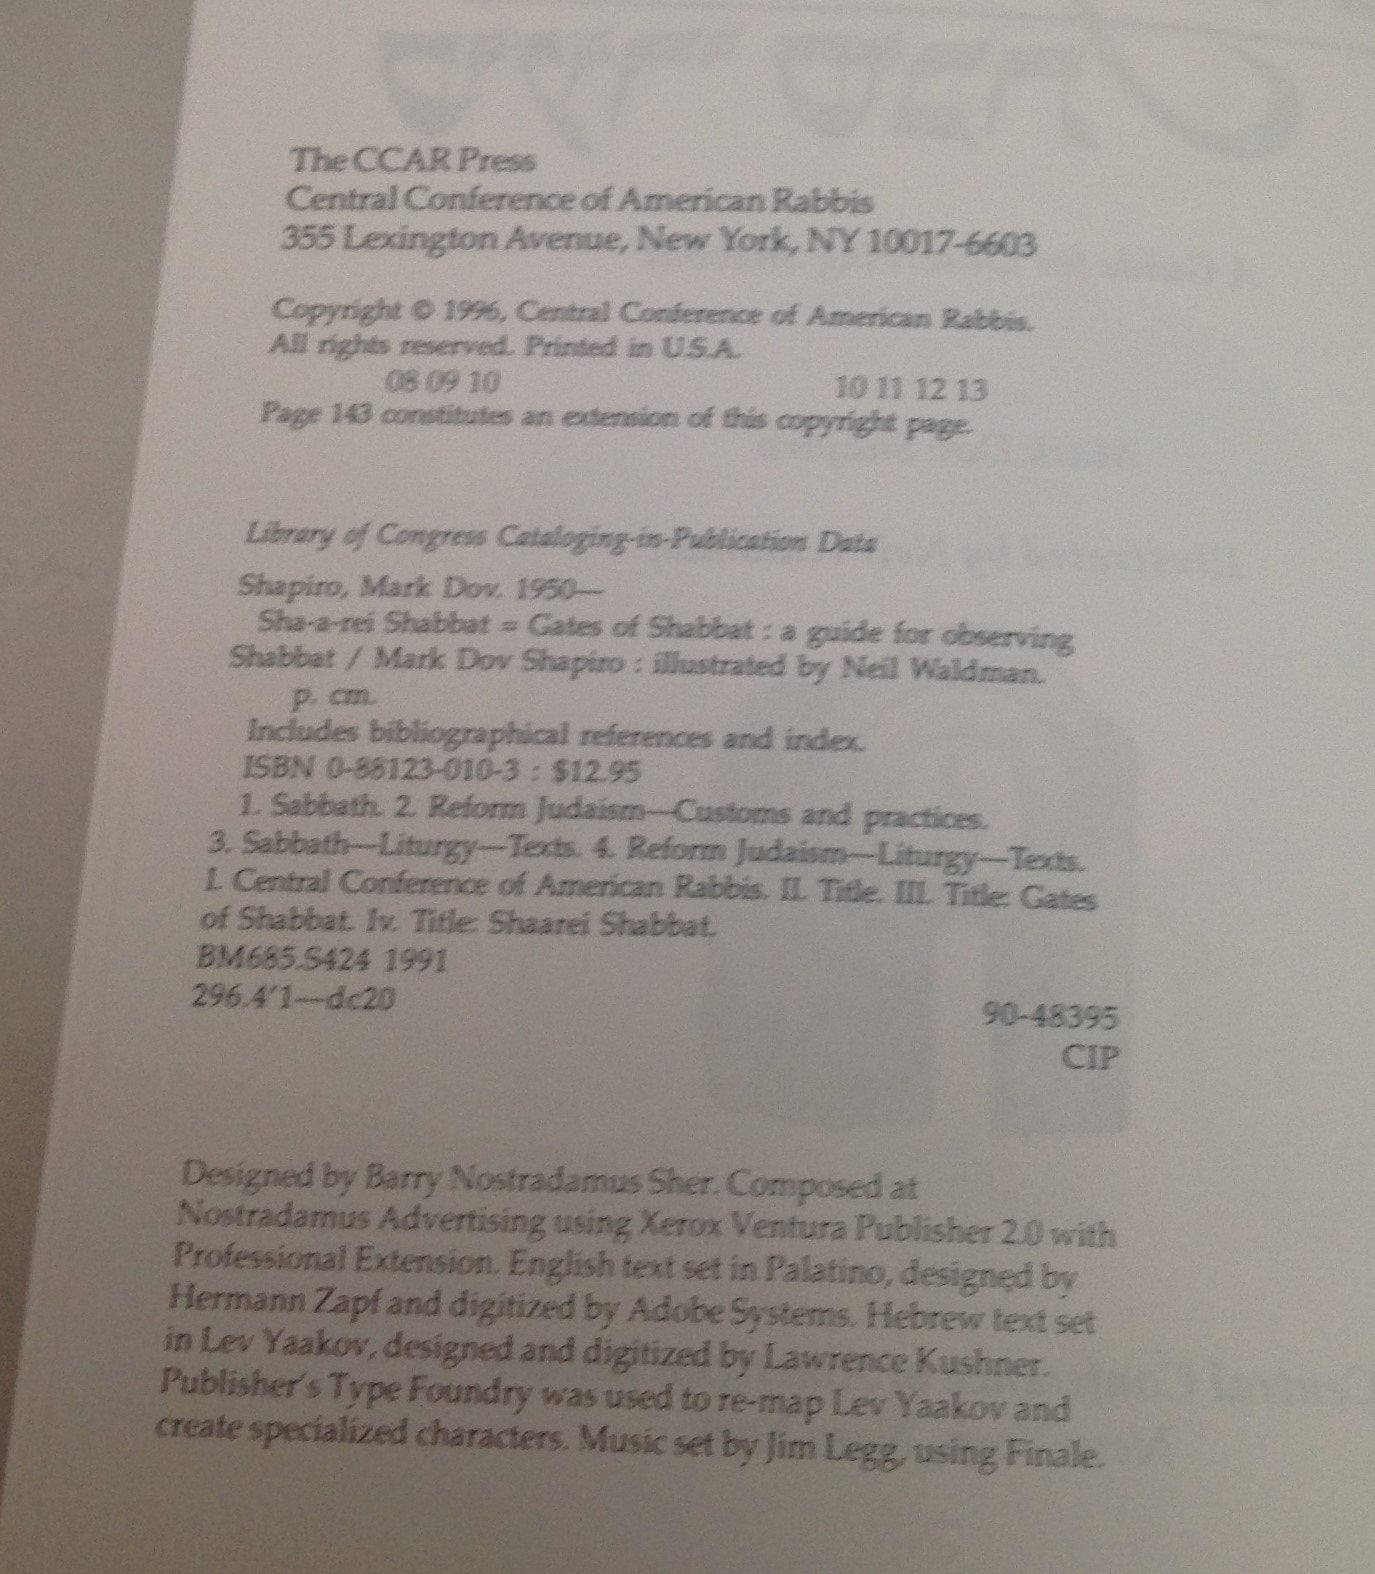 The CCAR Press
Central Conference of American Rabbis
355 Lexington Avenue, New York, NY 10017-6603
Copyright © 1996, Central Conference of American Rabbis.
All rights reserved. Printed in U.S.A.
08 09 10 10 11 12 13
Page 143 constitutes an extension of this copyright page.
Library of Congress Cataloging-in-Publication Data
Shapiro, Mark Dov. 1950—
Sha-a-rei Shabbat = Gates of Shabbat : a guide for observing
Shabbat / Mark Dov Shapiro : illustrated by Neil Waldman.
p. cm.
Includes bibliographical references and index.
ISBN 0-88123-010-3 : $12.95
1. Sabbath. 2. Reform Judaism—Customs and practices.
3. Sabbath—Liturgy—Texts. 4. Reform Judaism—Liturgy—Texts.
I. Central Conference of American Rabbis. II. Title. III. Title: Gates
of Shabbat. Iv. Title: Shaarei Shabbat.
BM685.S424 1991
296.4'1—dc20
90-48395
CIP
Designed by Barry Nostradamus Sher. Composed at
Nostradamus Advertising using Xerox Ventura Publisher 2.0 with
Professional Extension. English text set in Palatino, designed by
Hermann Zapf and digitized by Adobe Systems. Hebrew text set
in Lev Yaakov, designed and digitized by Lawrence Kushner.
Publisher's Type Foundry was used to re-map Lev Yaakov and
create specialized characters. Music set by Jim Legg, using Finale.